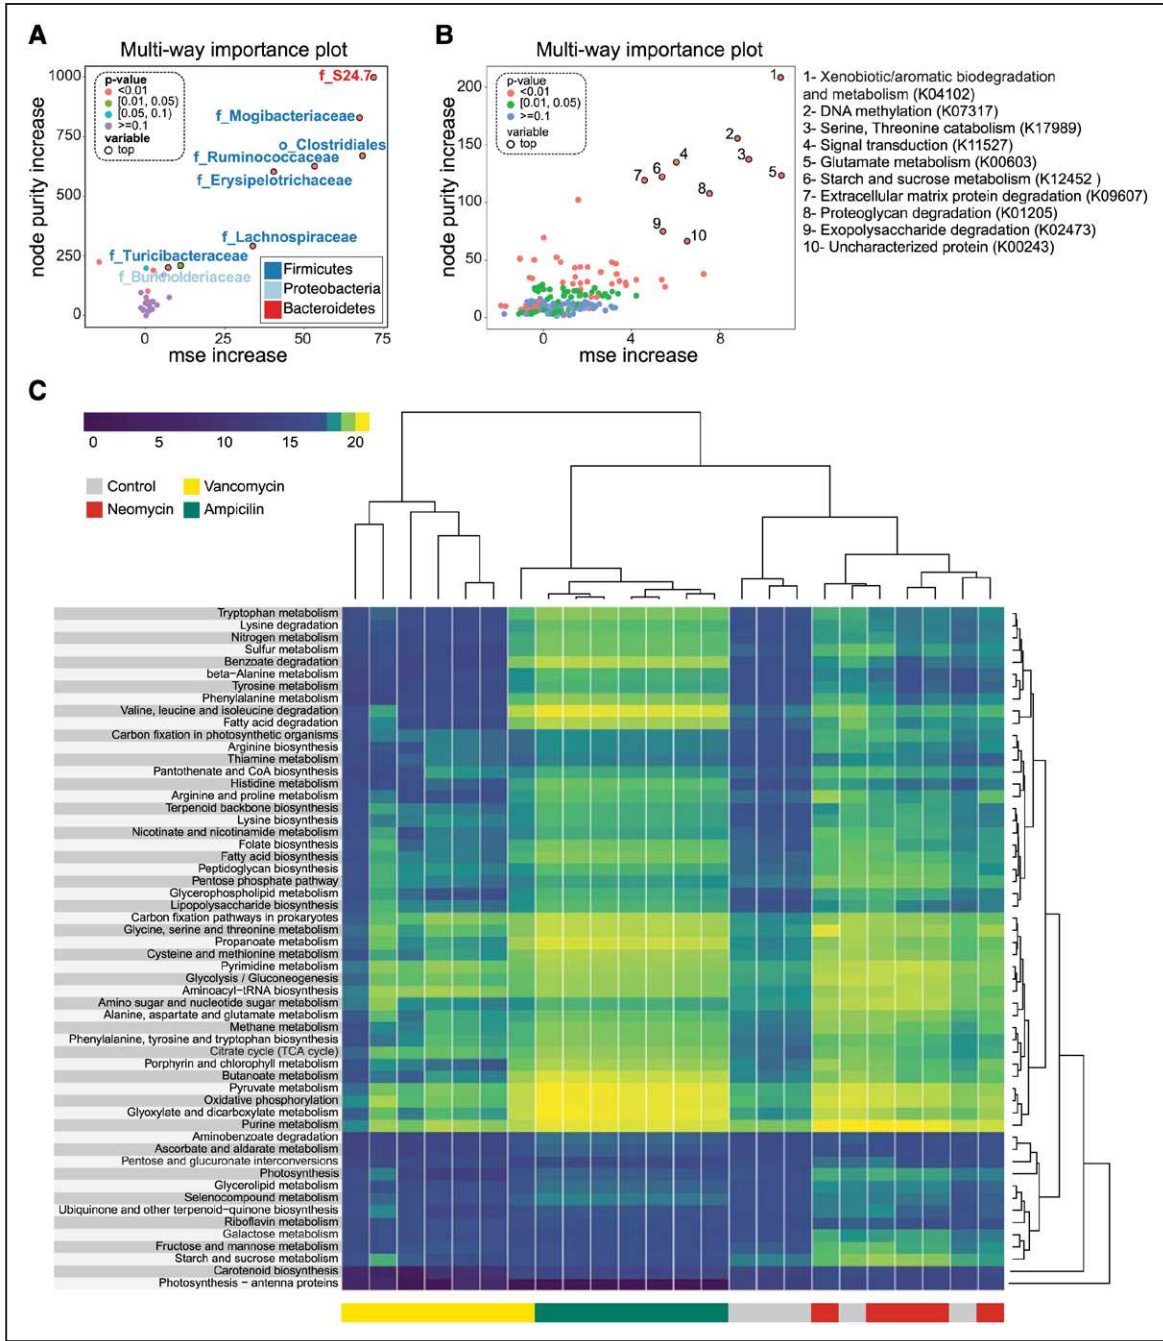 A
Multi-way importance plot
node purity increase
1000
750
500
250
0
p-value
<0.01
[0.01, 0.05)
[0.05, 0.1)
>=0.1
variable
top
f_S24.7
f_Mogibacteriaceae
o_Clostridiales
f_Ruminococcaceae
f_Erysipelotrichaceae
f_Lachnospiraceae
f_Turicibacteraceae
f_Burkholderiaceae
Firmicutes
Proteobacteria
Bacteroidetes
0 25 50 75
mse increase
B
Multi-way importance plot
node purity increase
200
150
100
50
0
p-value
<0.01
[0.01, 0.05)
>=0.1
variable
top
1
2
3
4
5
6
7
8
9
10
0 4 8
mse increase
1- Xenobiotic/aromatic biodegradation
and metabolism (K04102)
2- DNA methylation (K07317)
3- Serine, Threonine catabolism (K17989)
4- Signal transduction (K11527)
5- Glutamate metabolism (K00603)
6- Starch and sucrose metabolism (K12452 )
7- Extracellular matrix protein degradation (K09607)
8- Proteoglycan degradation (K01205)
9- Exopolysaccharide degradation (K02473)
10- Uncharacterized protein (K00243)
C
0 5 10 15 20
Control
Vancomycin
Neomycin
Ampicilin
Tryptophan metabolism
Lysine degradation
Nitrogen metabolism
Sulfur metabolism
Benzoate degradation
beta-Alanine metabolism
Tyrosine metabolism
Phenylalanine metabolism
Valine, leucine and isoleucine degradation
Fatty acid degradation
Carbon fixation in photosynthetic organisms
Arginine biosynthesis
Thiamine metabolism
Pantothenate and CoA biosynthesis
Histidine metabolism
Arginine and proline metabolism
Terpenoid backbone biosynthesis
Lysine biosynthesis
Nicotinate and nicotinamide metabolism
Folate biosynthesis
Fatty acid biosynthesis
Peptidoglycan biosynthesis
Pentose phosphate pathway
Glycerophospholipid metabolism
Lipopolysaccharide biosynthesis
Carbon fixation pathways in prokaryotes
Glycine, serine and threonine metabolism
Propanoate metabolism
Cysteine and methionine metabolism
Pyrimidine metabolism
Glycolysis / Gluconeogenesis
Aminoacyl-tRNA biosynthesis
Amino sugar and nucleotide sugar metabolism
Alanine, aspartate and glutamate metabolism
Methane metabolism
Phenylalanine, tyrosine and tryptophan biosynthesis
Citrate cycle (TCA cycle)
Porphyrin and chlorophyll metabolism
Butanoate metabolism
Pyruvate metabolism
Oxidative phosphorylation
Glyoxylate and dicarboxylate metabolism
Purine metabolism
Aminobenzoate degradation
Ascorbate and aldarate metabolism
Pentose and glucuronate interconversions
Photosynthesis
Glycerolipid metabolism
Selenocompound metabolism
Ubiquinone and other terpenoid-quinone biosynthesis
Riboflavin metabolism
Galactose metabolism
Fructose and mannose metabolism
Starch and sucrose metabolism
Carotenoid biosynthesis
Photosynthesis - antenna proteins